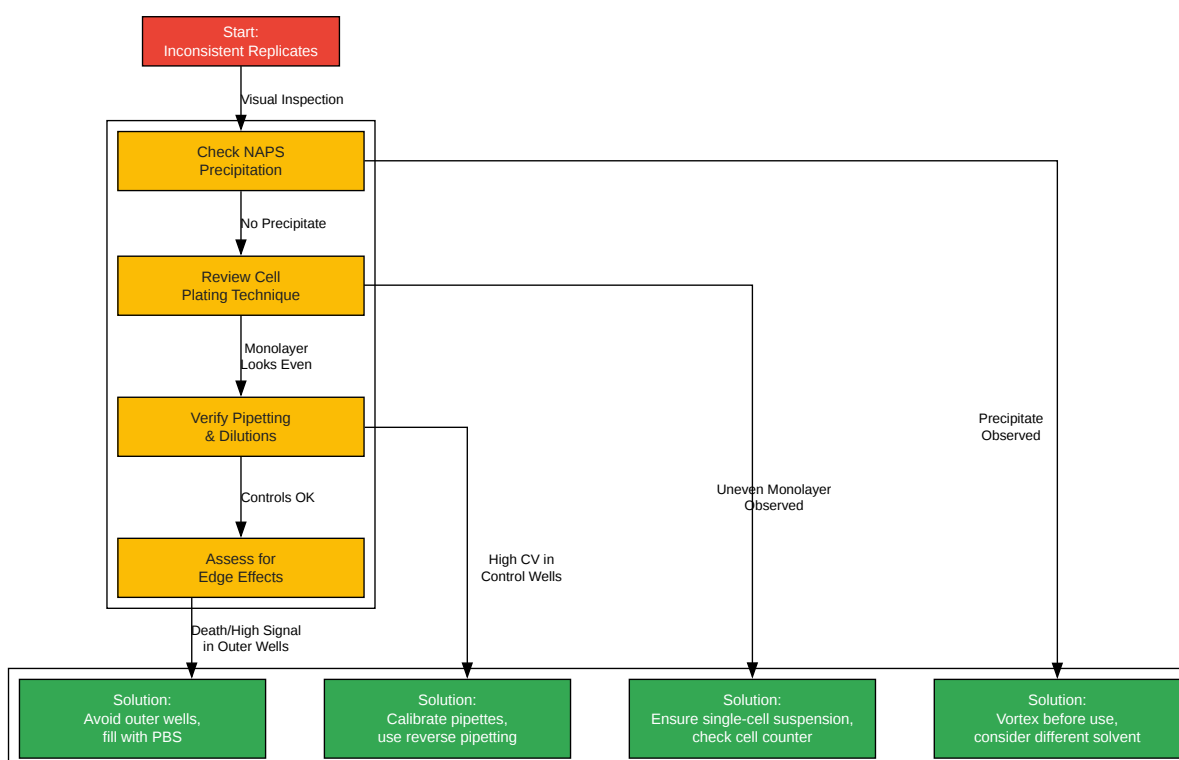 Start:
Inconsistent Replicates
Visual Inspection
Check NAPS
Precipitation
No Precipitate
Review Cell
Plating Technique
Monolayer
Looks Even
Verify Pipetting
& Dilutions
Precipitate
Observed
Controls OK
Uneven Monolayer
Observed
Assess for
Edge Effects
High CV in
Control Wells
Death/High Signal
in Outer Wells
Solution:
Avoid outer wells,
fill with PBS
Solution:
Calibrate pipettes,
use reverse pipetting
Solution:
Ensure single-cell suspension,
check cell counter
Solution:
Vortex before use,
consider different solvent